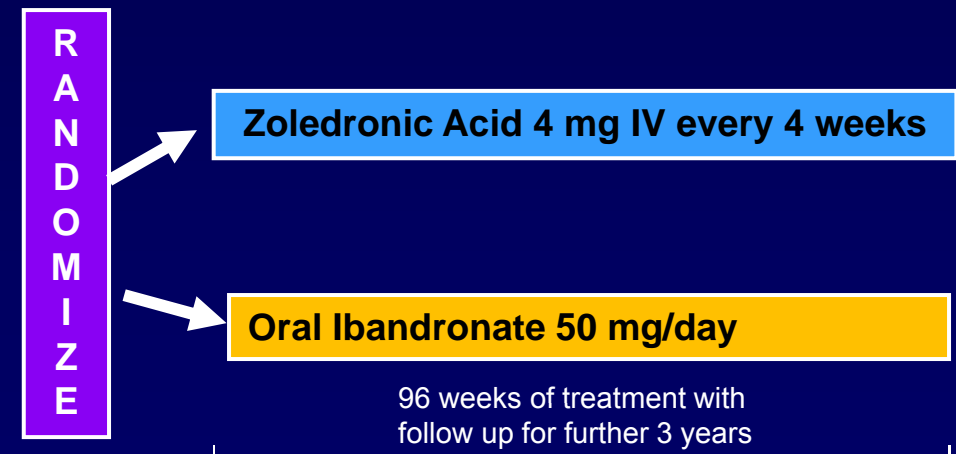 RANDOMIZE
Zoledronic Acid 4 mg IV every 4 weeks
Oral Ibandronate 50 mg/day
96 weeks of treatment with
follow up for further 3 years